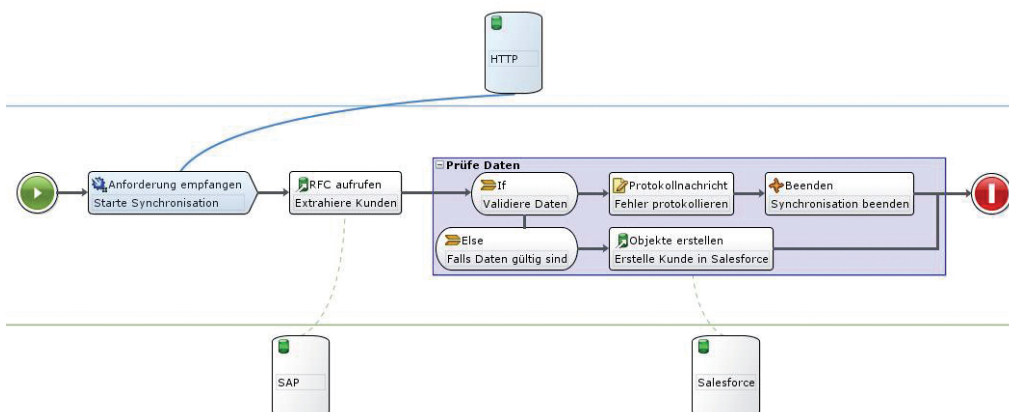 HTTP
Prüfe Daten
Anforderung empfangen
Starte Synchronisation
RFC aufrufen
Extrahiere Kunden
If
Validiere Daten
Protokollnachricht
Fehler protokollieren
Beenden
Synchronisation beenden
Else
Falls Daten gültig sind
Objekte erstellen
Erstelle Kunde in Salesforce
SAP
Salesforce